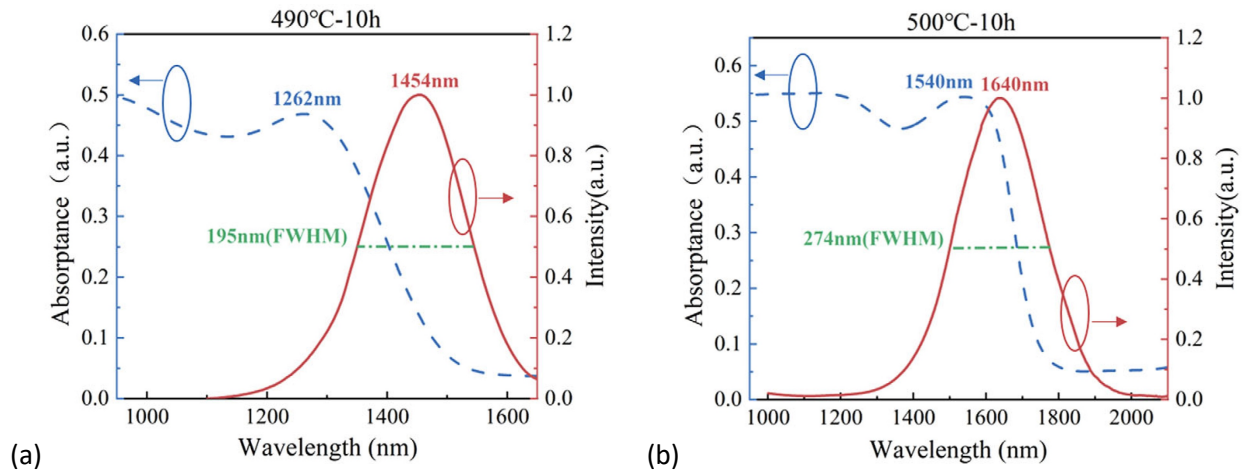 490℃-10h
1262nm
1454nm
195nm(FWHM)
Absorptance（a.u.）
0.6
0.5
0.4
0.3
0.2
0.1
0.0
Intensity(a.u.)
1.2
1.0
0.8
0.6
0.4
0.2
0.0
1000 1200 1400 1600
Wavelength (nm)
(a)
500℃-10h
1540nm
1640nm
274nm(FWHM)
Absorptance（a.u.）
0.6
0.5
0.4
0.3
0.2
0.1
0.0
Intensity(a.u.)
1.2
1.0
0.8
0.6
0.4
0.2
0.0
1000 1200 1400 1600 1800 2000
Wavelength (nm)
(b)